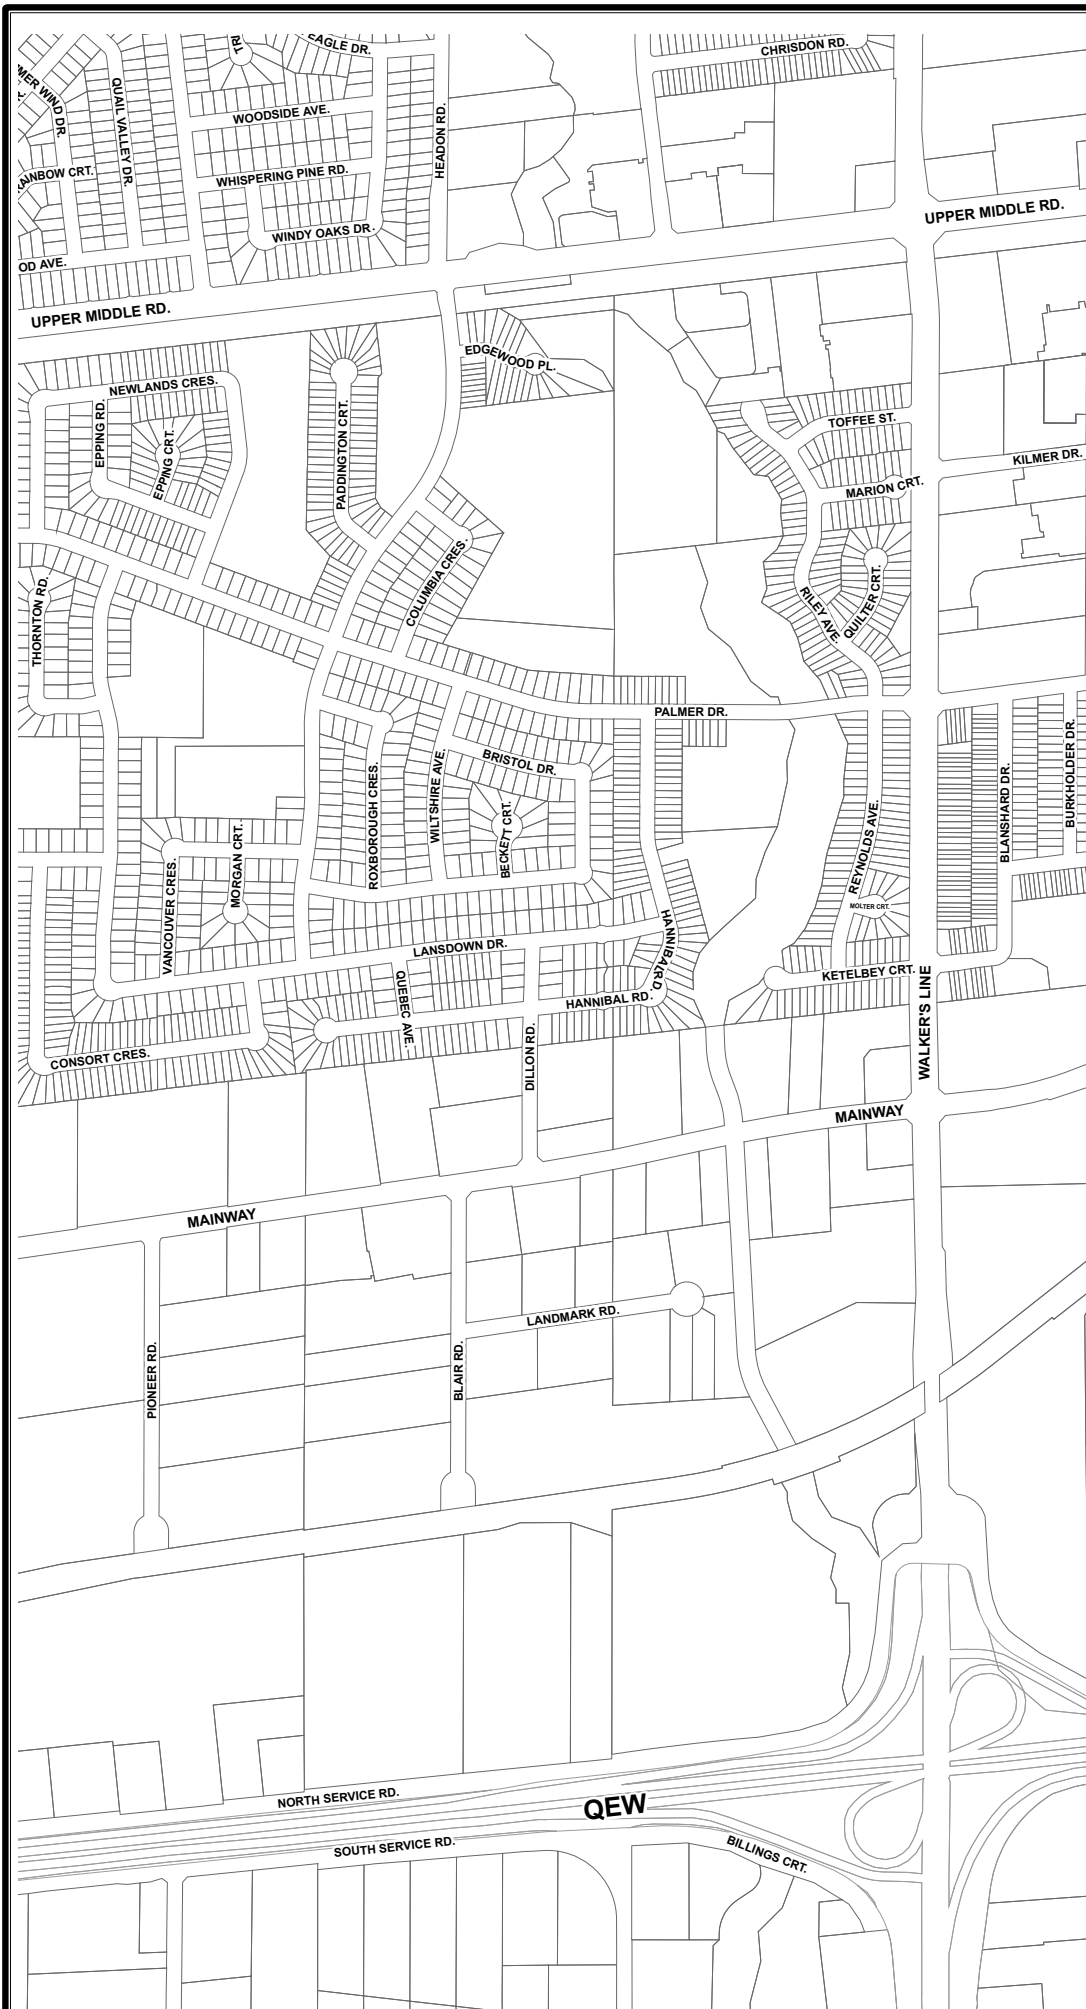 EAGLE DR.
CHRISDON RD.
TRI
WIND DR.
QUAIL VALLEY DR.
WOODSIDE AVE.
HEADON RD.
WHISPERING PINE RD.
AINBOW CRT.
WINDY OAKS DR.
UPPER MIDDLE RD.
OD AVE.
UPPER MIDDLE RD.
EDGEWOOD PL.
NEWLANDS CRES.
EPPING RD.
EPPING CRT.
PADDINGTON CRT.
TOFFEE ST.
KILMER DR.
MARION CRT.
COLUMBIA CRES.
THORNTON RD.
RILEY AVE.
QUILTER CRT.
PALMER DR.
BRISTOL DR.
WILTSHIRE AVE.
ROXBOROUGH CRES.
BECKETT CRT.
BLANSHARD DR.
BURKHOLDER DR.
REYNOLDS AVE.
MOLTER CRT.
MORGAN CRT.
VANCOUVER CRES.
LANSDOWN DR.
HANNIBAL RD.
KETELBEY CRT.
QUEBEC AVE.
HANNIBAL RD.
WALKER'S LINE
CONSORT CRES.
DILLON RD.
MAINWAY
MAINWAY
LANDMARK RD.
PIONEER RD.
BLAIR RD.
NORTH SERVICE RD.
QEW
SOUTH SERVICE RD.
BILLINGS CRT.